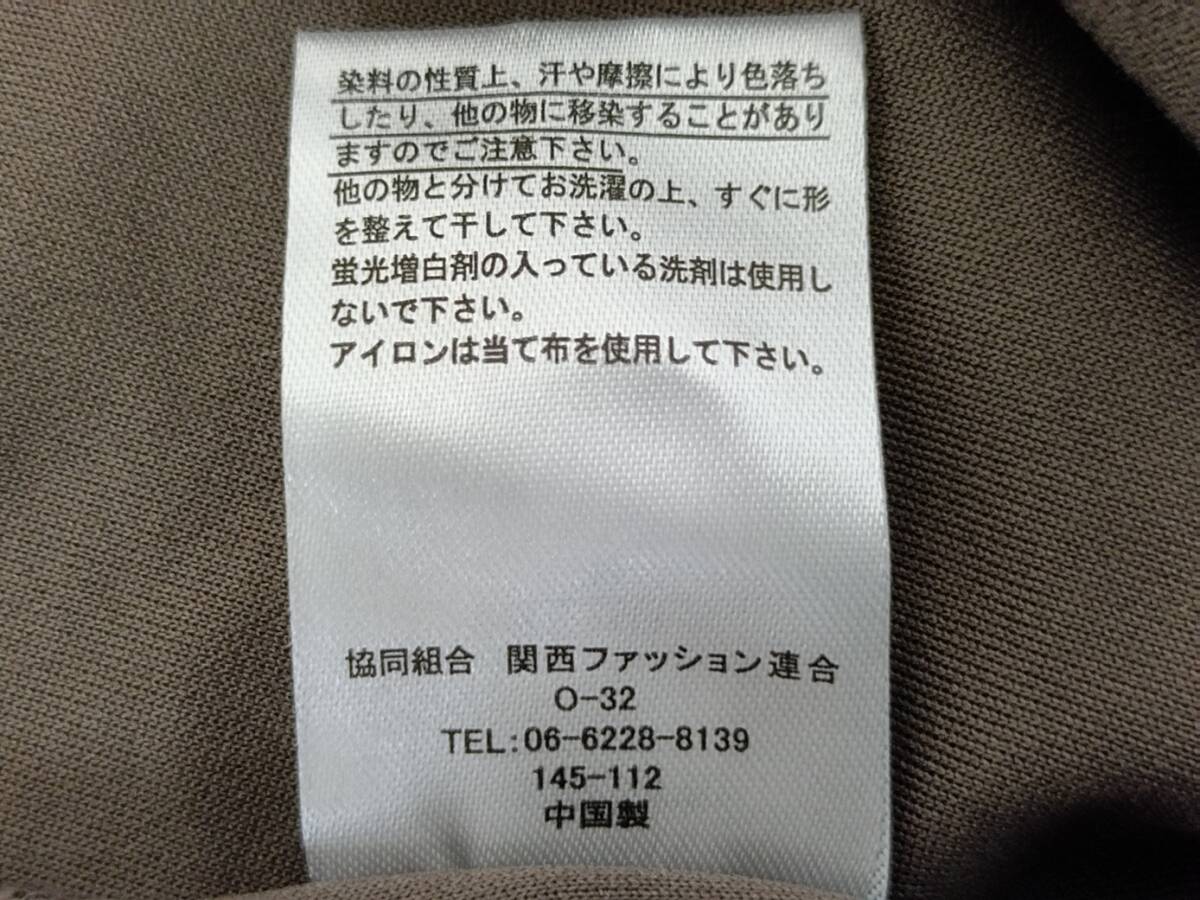 染料の性質上、汗や摩擦により色落ち
したり、他の物に移染することがあり
ますのでご注意下さい。
他の物と分けてお洗濯の上、すぐに形
を整えて干して下さい。
蛍光増白剤の入っている洗剤は使用し
ないで下さい。
アイロンは当て布を使用して下さい。
協同組合 関西ファッション連合
O-32
TEL:06-6228-8139
145-112
中国製